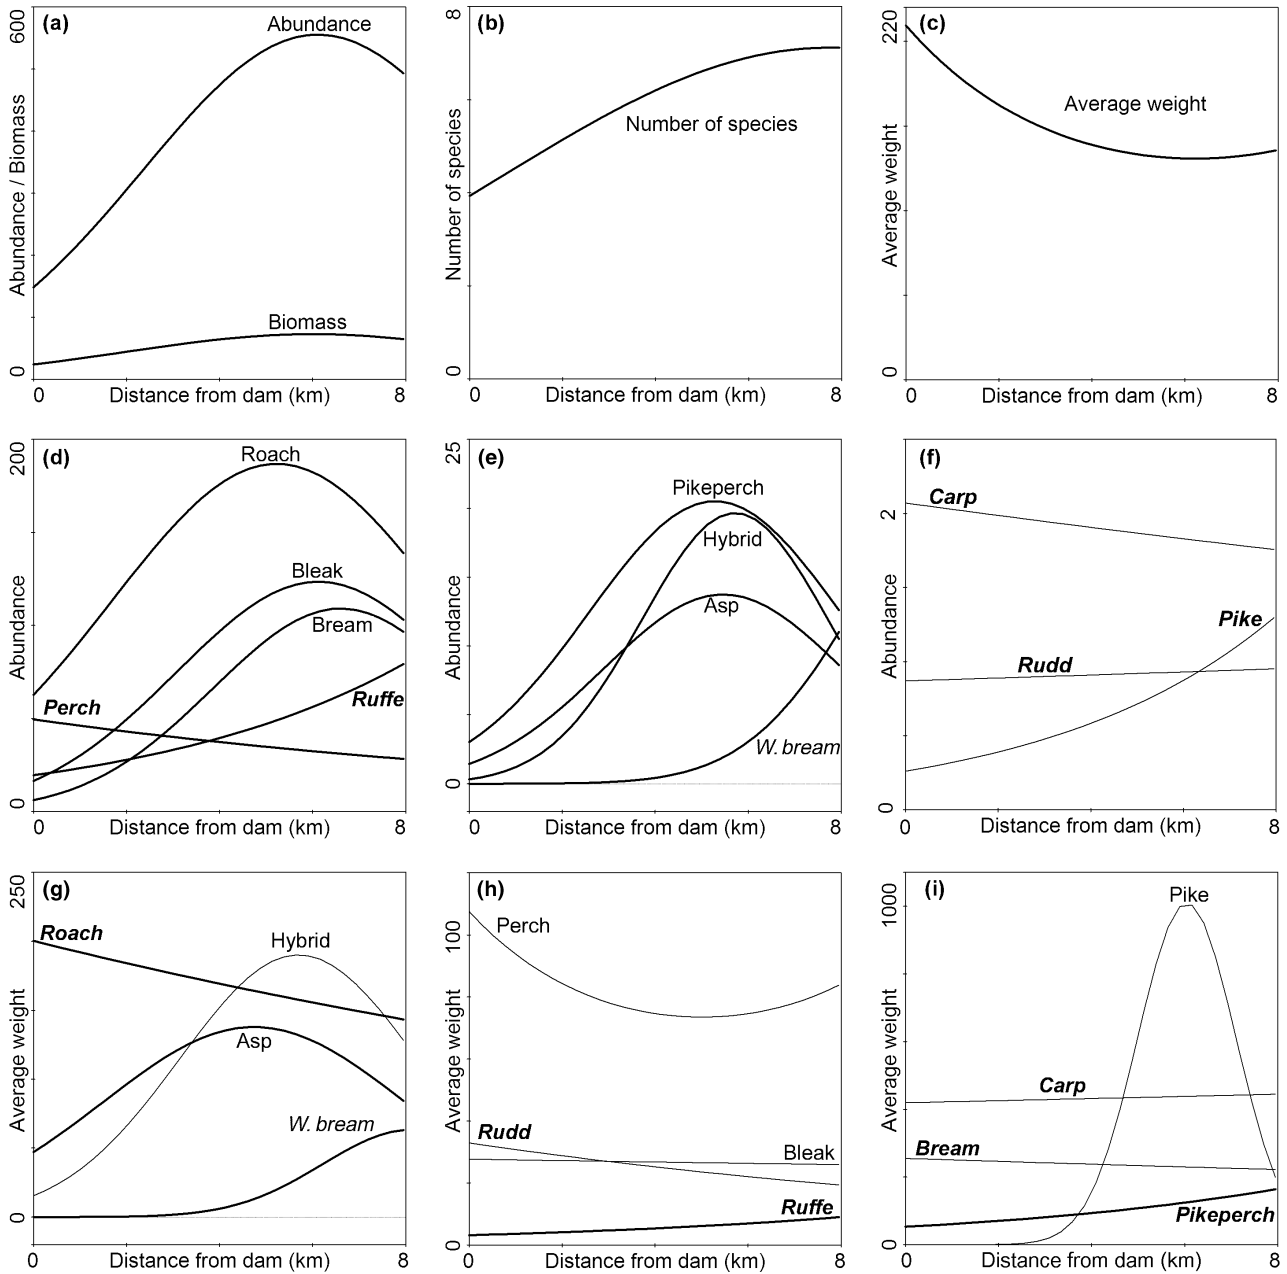 (a)
600
Abundance
Abundance / Biomass
Biomass
0
0 Distance from dam (km) 8
(b)
8
Number of species
Number of species
0
0 Distance from dam (km) 8
(c)
220
Average weight
Average weight
0
0 Distance from dam (km) 8
(d)
200
Roach
Bleak
Bream
Abundance
Perch
Ruffe
0
0 Distance from dam (km) 8
(e)
25
Pikeperch
Hybrid
Asp
Abundance
W. bream
0
0 Distance from dam (km) 8
(f)
Carp
2
Pike
Rudd
Abundance
0
0 Distance from dam (km) 8
(g)
250
Roach
Hybrid
Asp
Average weight
W. bream
0
0 Distance from dam (km) 8
(h)
Perch
100
Average weight
Rudd
Bleak
Ruffe
0
0 Distance from dam (km) 8
(i)
1000
Pike
Average weight
Carp
Bream
Pikeperch
0
0 Distance from dam (km) 8